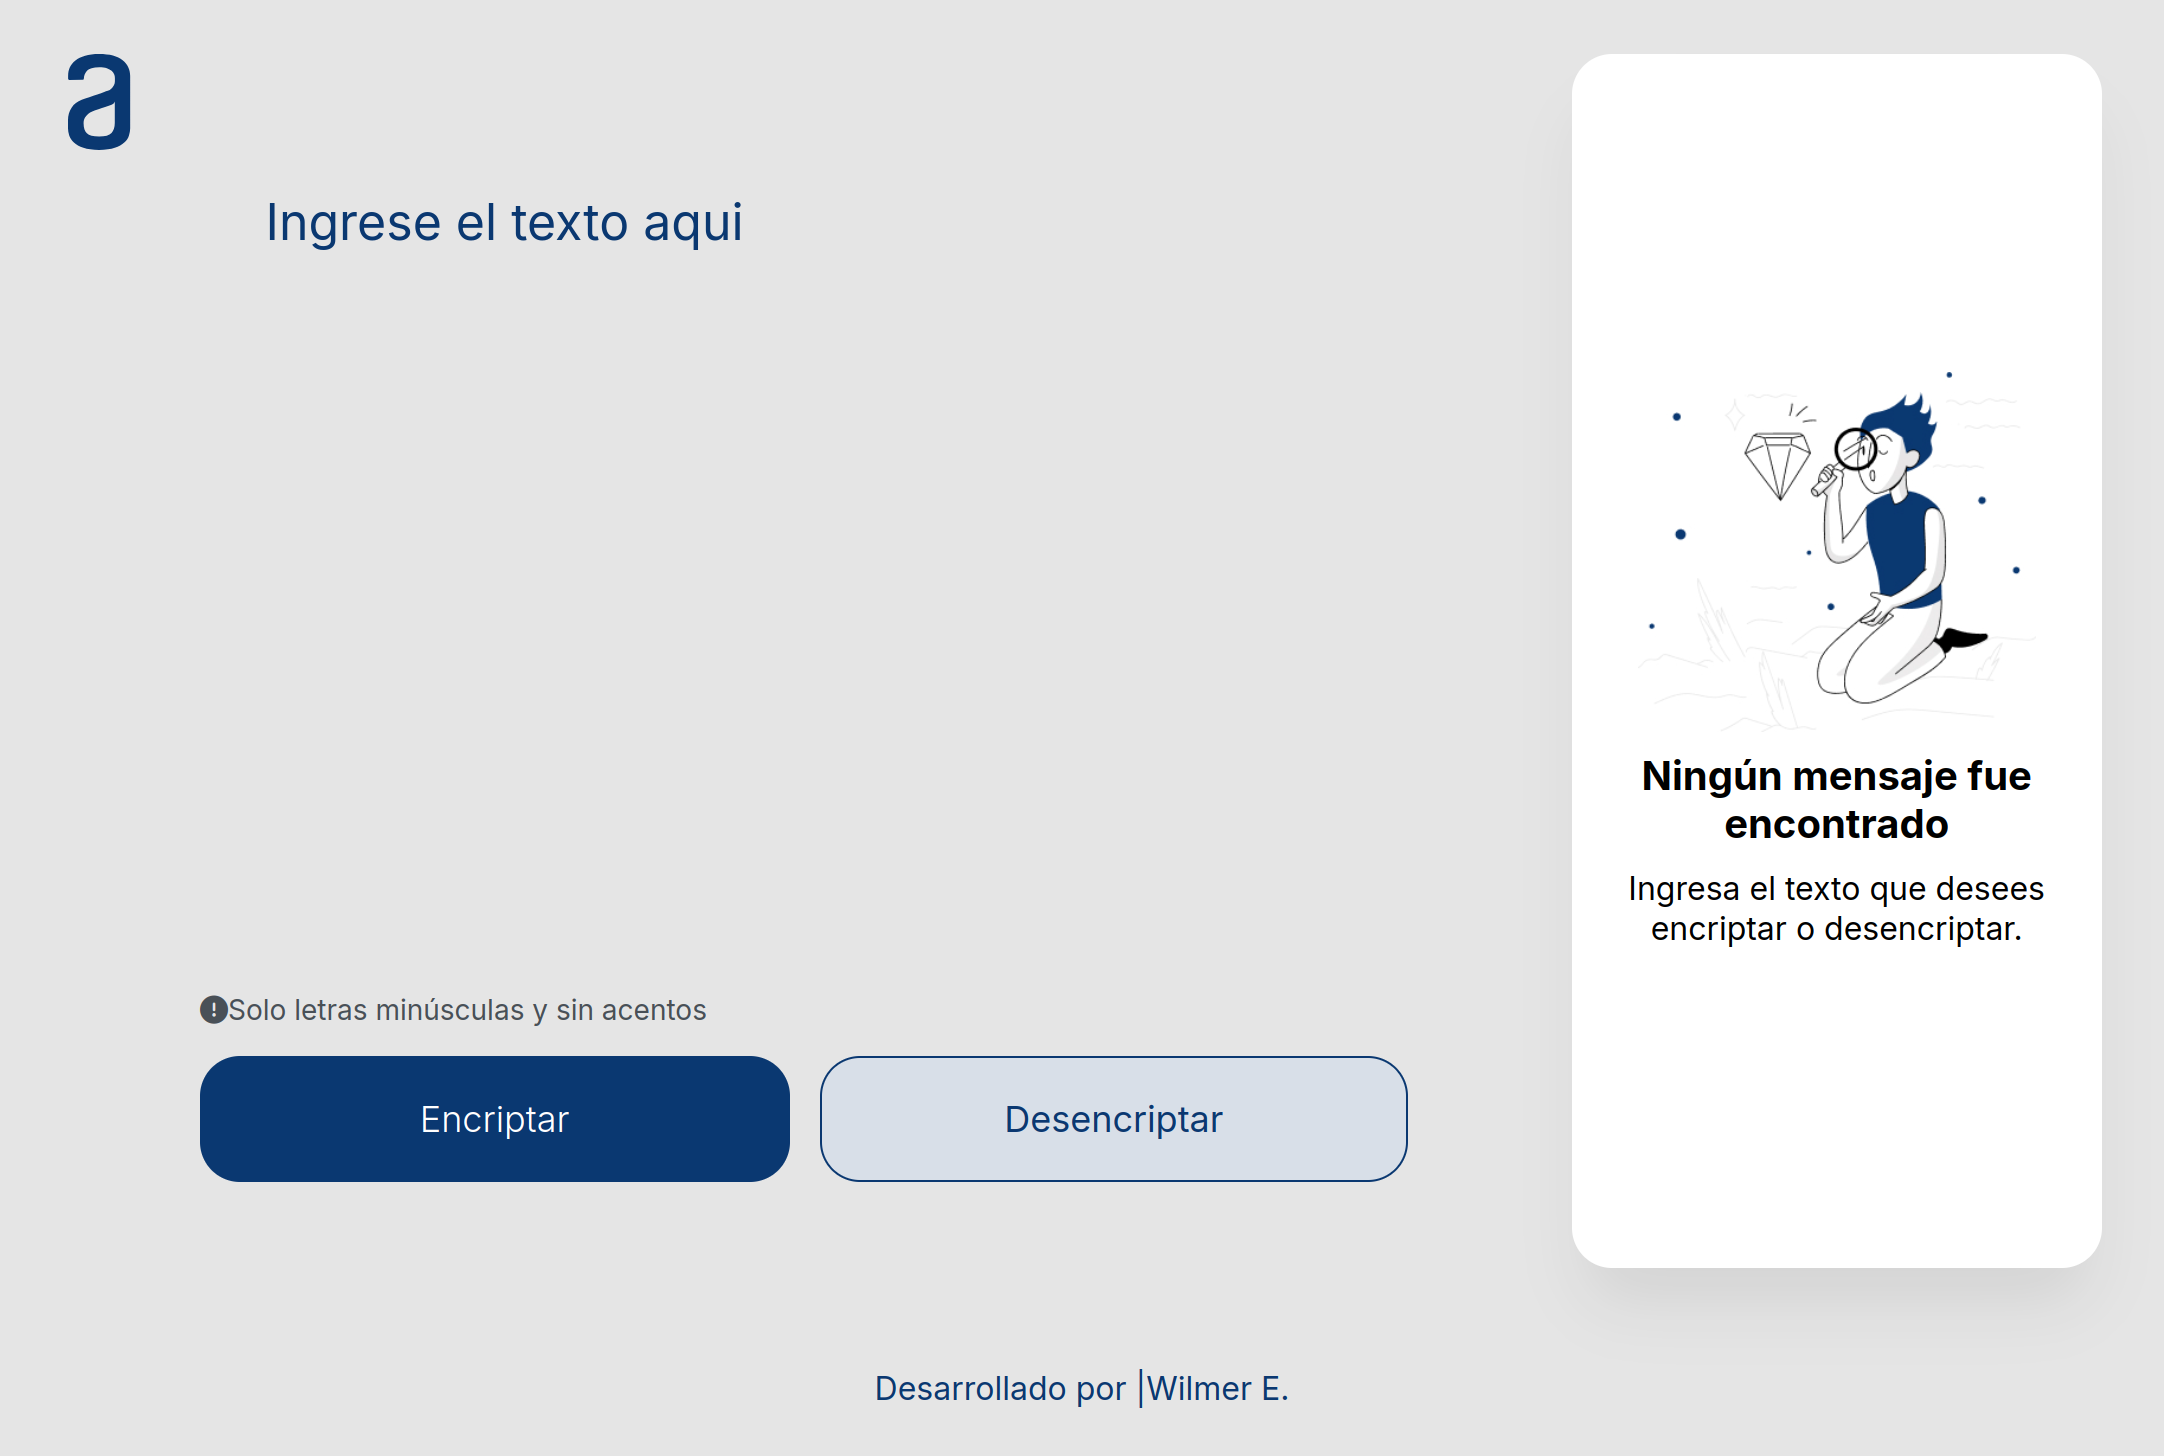 a
Ingrese el texto aqui
Solo letras minúsculas y sin acentos
Encriptar
Desencriptar
Ningún mensaje fue
encontrado
Ingresa el texto que desees
encriptar o desencriptar.
Desarrollado por |Wilmer E.